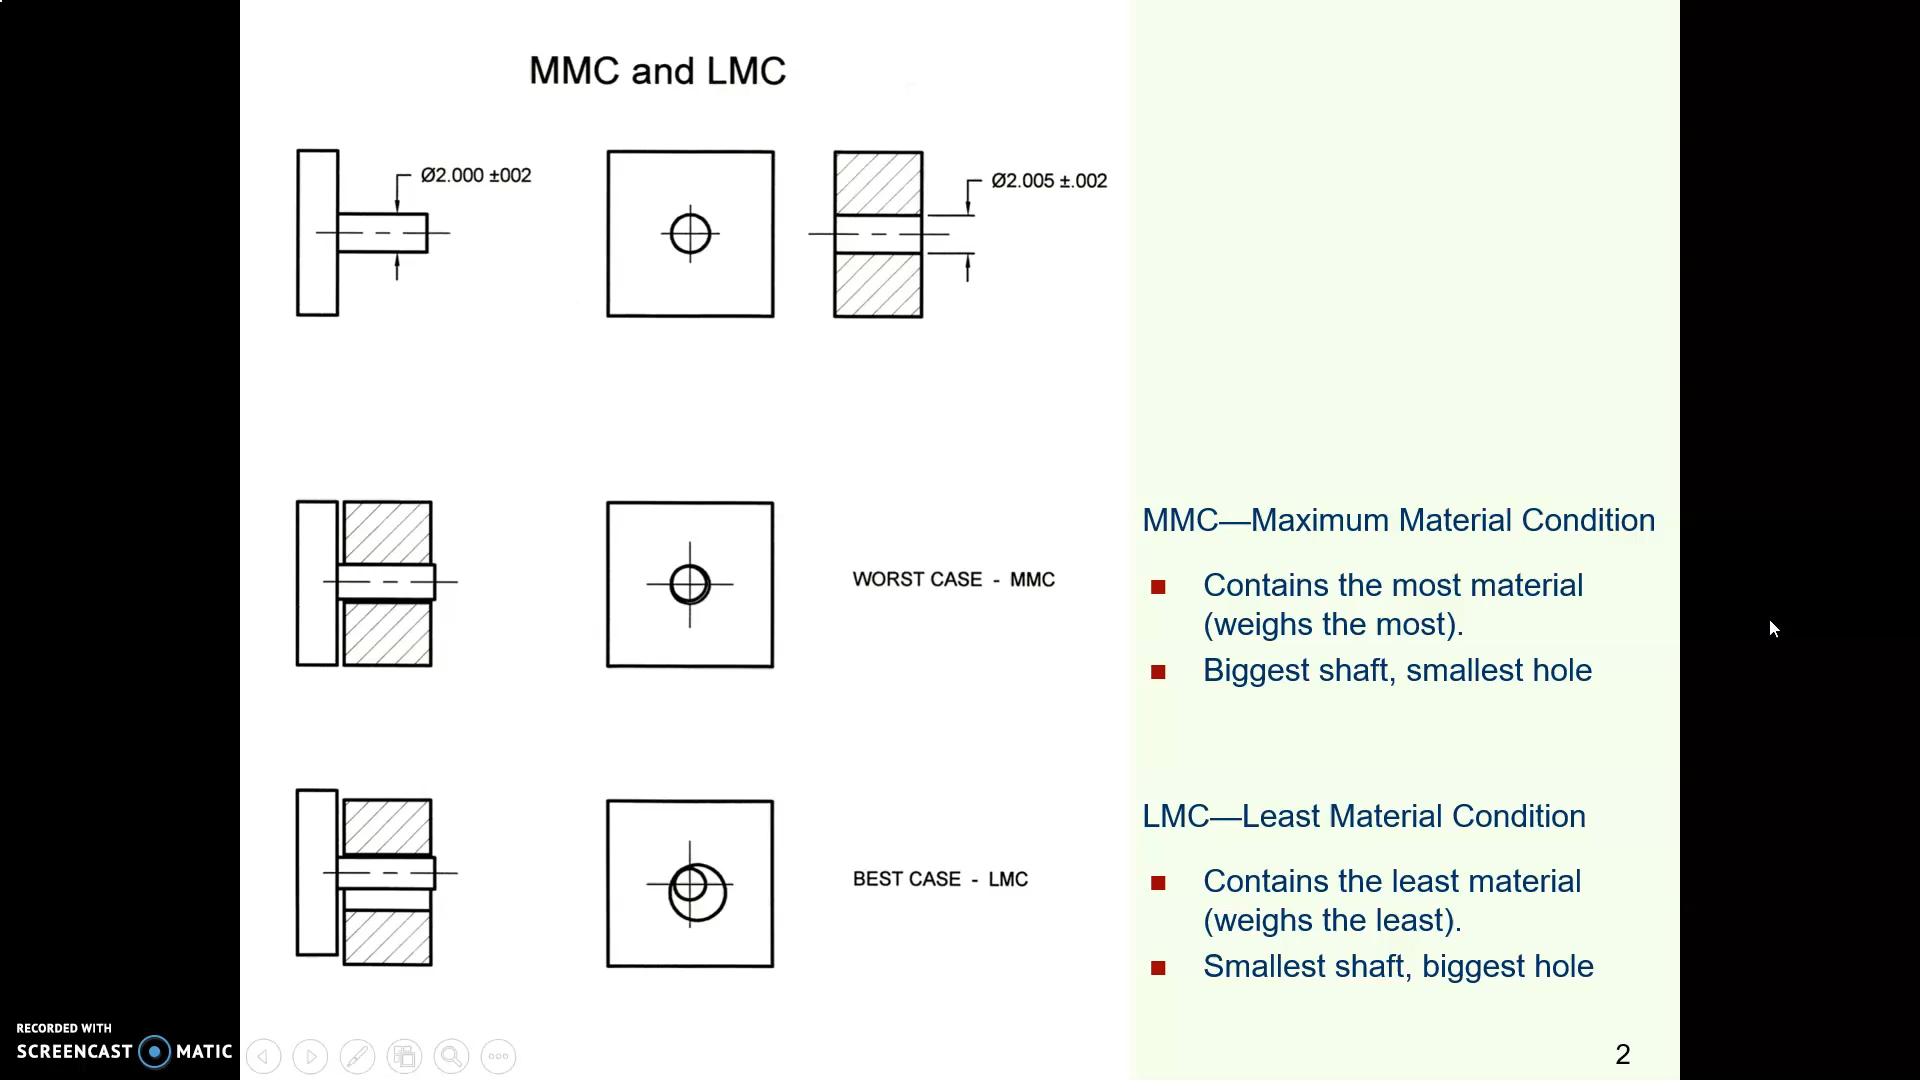 MMC and LMC
Ø2.000 ±002
Ø2.005 ±.002
WORST CASE - MMC
MMC—Maximum Material Condition
Contains the most material
(weighs the most).
Biggest shaft, smallest hole
BEST CASE - LMC
LMC—Least Material Condition
Contains the least material
(weighs the least).
Smallest shaft, biggest hole
RECORDED WITH
SCREENCAST MATIC
2